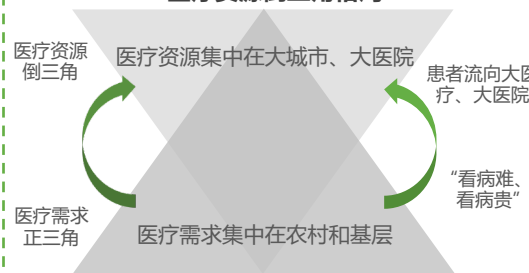 医疗资源
倒三角
医疗资源集中在大城市、大医院
患者流向大医
疗、大医院
“看病难、
看病贵”
医疗需求
正三角
医疗需求集中在农村和基层